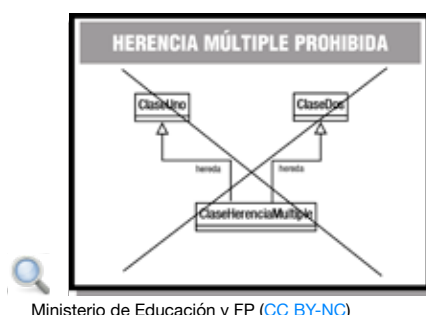 HERENCIA MÚLTIPLE PROHIBIDA
ClaseUno
ClaseDos
hereda
hereda
ClaseHerenciaMultiple
Ministerio de Educación y FP (CC BY-NC)